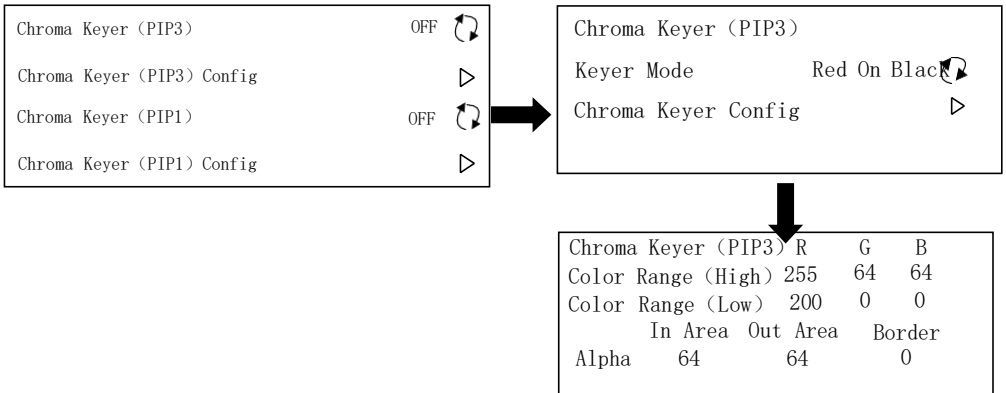 Chroma Keyer（PIP3） OFF
Chroma Keyer（PIP3）Config
Chroma Keyer（PIP1） OFF
Chroma Keyer（PIP1）Config
Chroma Keyer（PIP3）
Keyer Mode Red On Black
Chroma Keyer Config
Chroma Keyer（PIP3） R G B
Color Range（High） 255 64 64
Color Range（Low） 200 0 0
In Area Out Area Border
Alpha 64 64 0